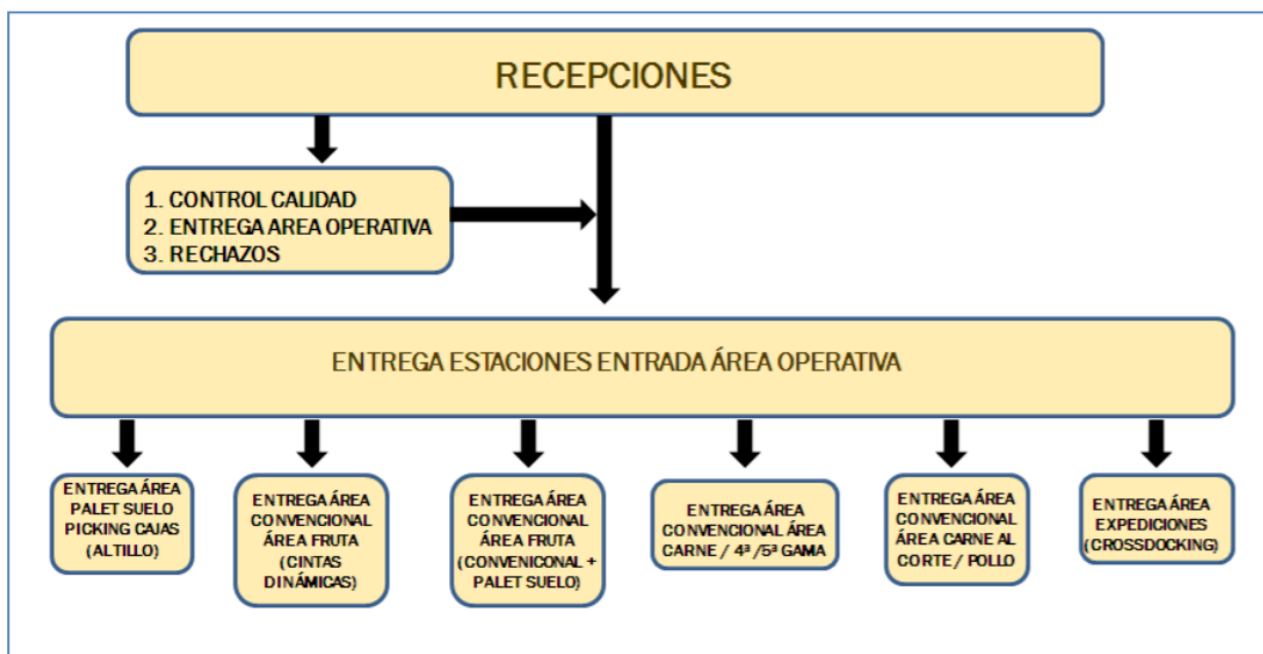 RECEPCIONES
1. CONTROL CALIDAD
2. ENTREGA AREA OPERATIVA
3. RECHAZOS
ENTREGA ESTACIONES ENTRADA ÁREA OPERATIVA
ENTREGA ÁREA
PALET SUELO
PICKING CAJAS
(ALTILLO)
ENTREGA ÁREA
CONVENCIONAL
ÁREA FRUTA
(CINTAS
DINÁMICAS)
ENTREGA ÁREA
CONVENCIONAL
ÁREA FRUTA
(CONVENICONAL +
PALET SUELO)
ENTREGA ÁREA
CONVENCIONAL ÁREA
CARNE / 4ª /5ª GAMA
ENTREGA ÁREA
CONVENCIONAL
ÁREA CARNE AL
CORTE / POLLO
ENTREGA ÁREA
EXPEDICIONES
(CROSSDOCKING)